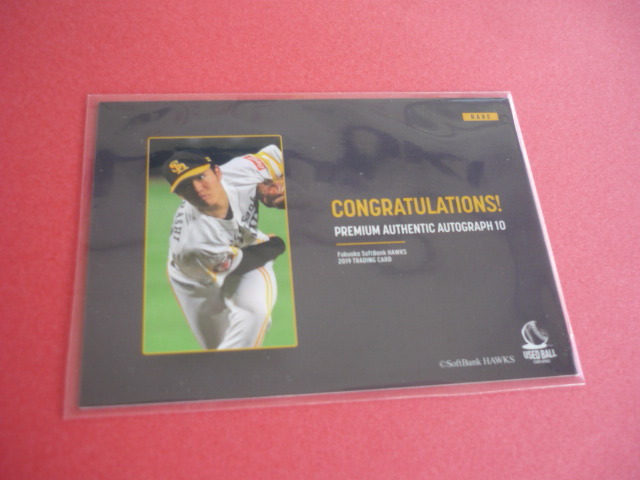 CONGRATULATIONS!
PREMIUM AUTHENTIC AUTOGRAPH 10
Fukuoka SoftBank HAWKS
2019 TRADING CARD
USED BALL
©SoftBank HAWKS